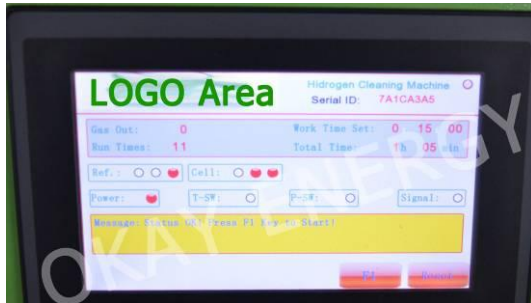 LOGO Area
Hidrogen Cleaning Machine
Serial ID: 7A1CA3A5
Gas Out: 0
Work Time Set: 0 15 00
Run Times: 11
Total Time: h 05 min
Ref.: Cell:
Power: T-SW: P-SW: Signal:
Message: Status OK! Press F1 Key to Start!
F1 Reset
OKAY ENERGY